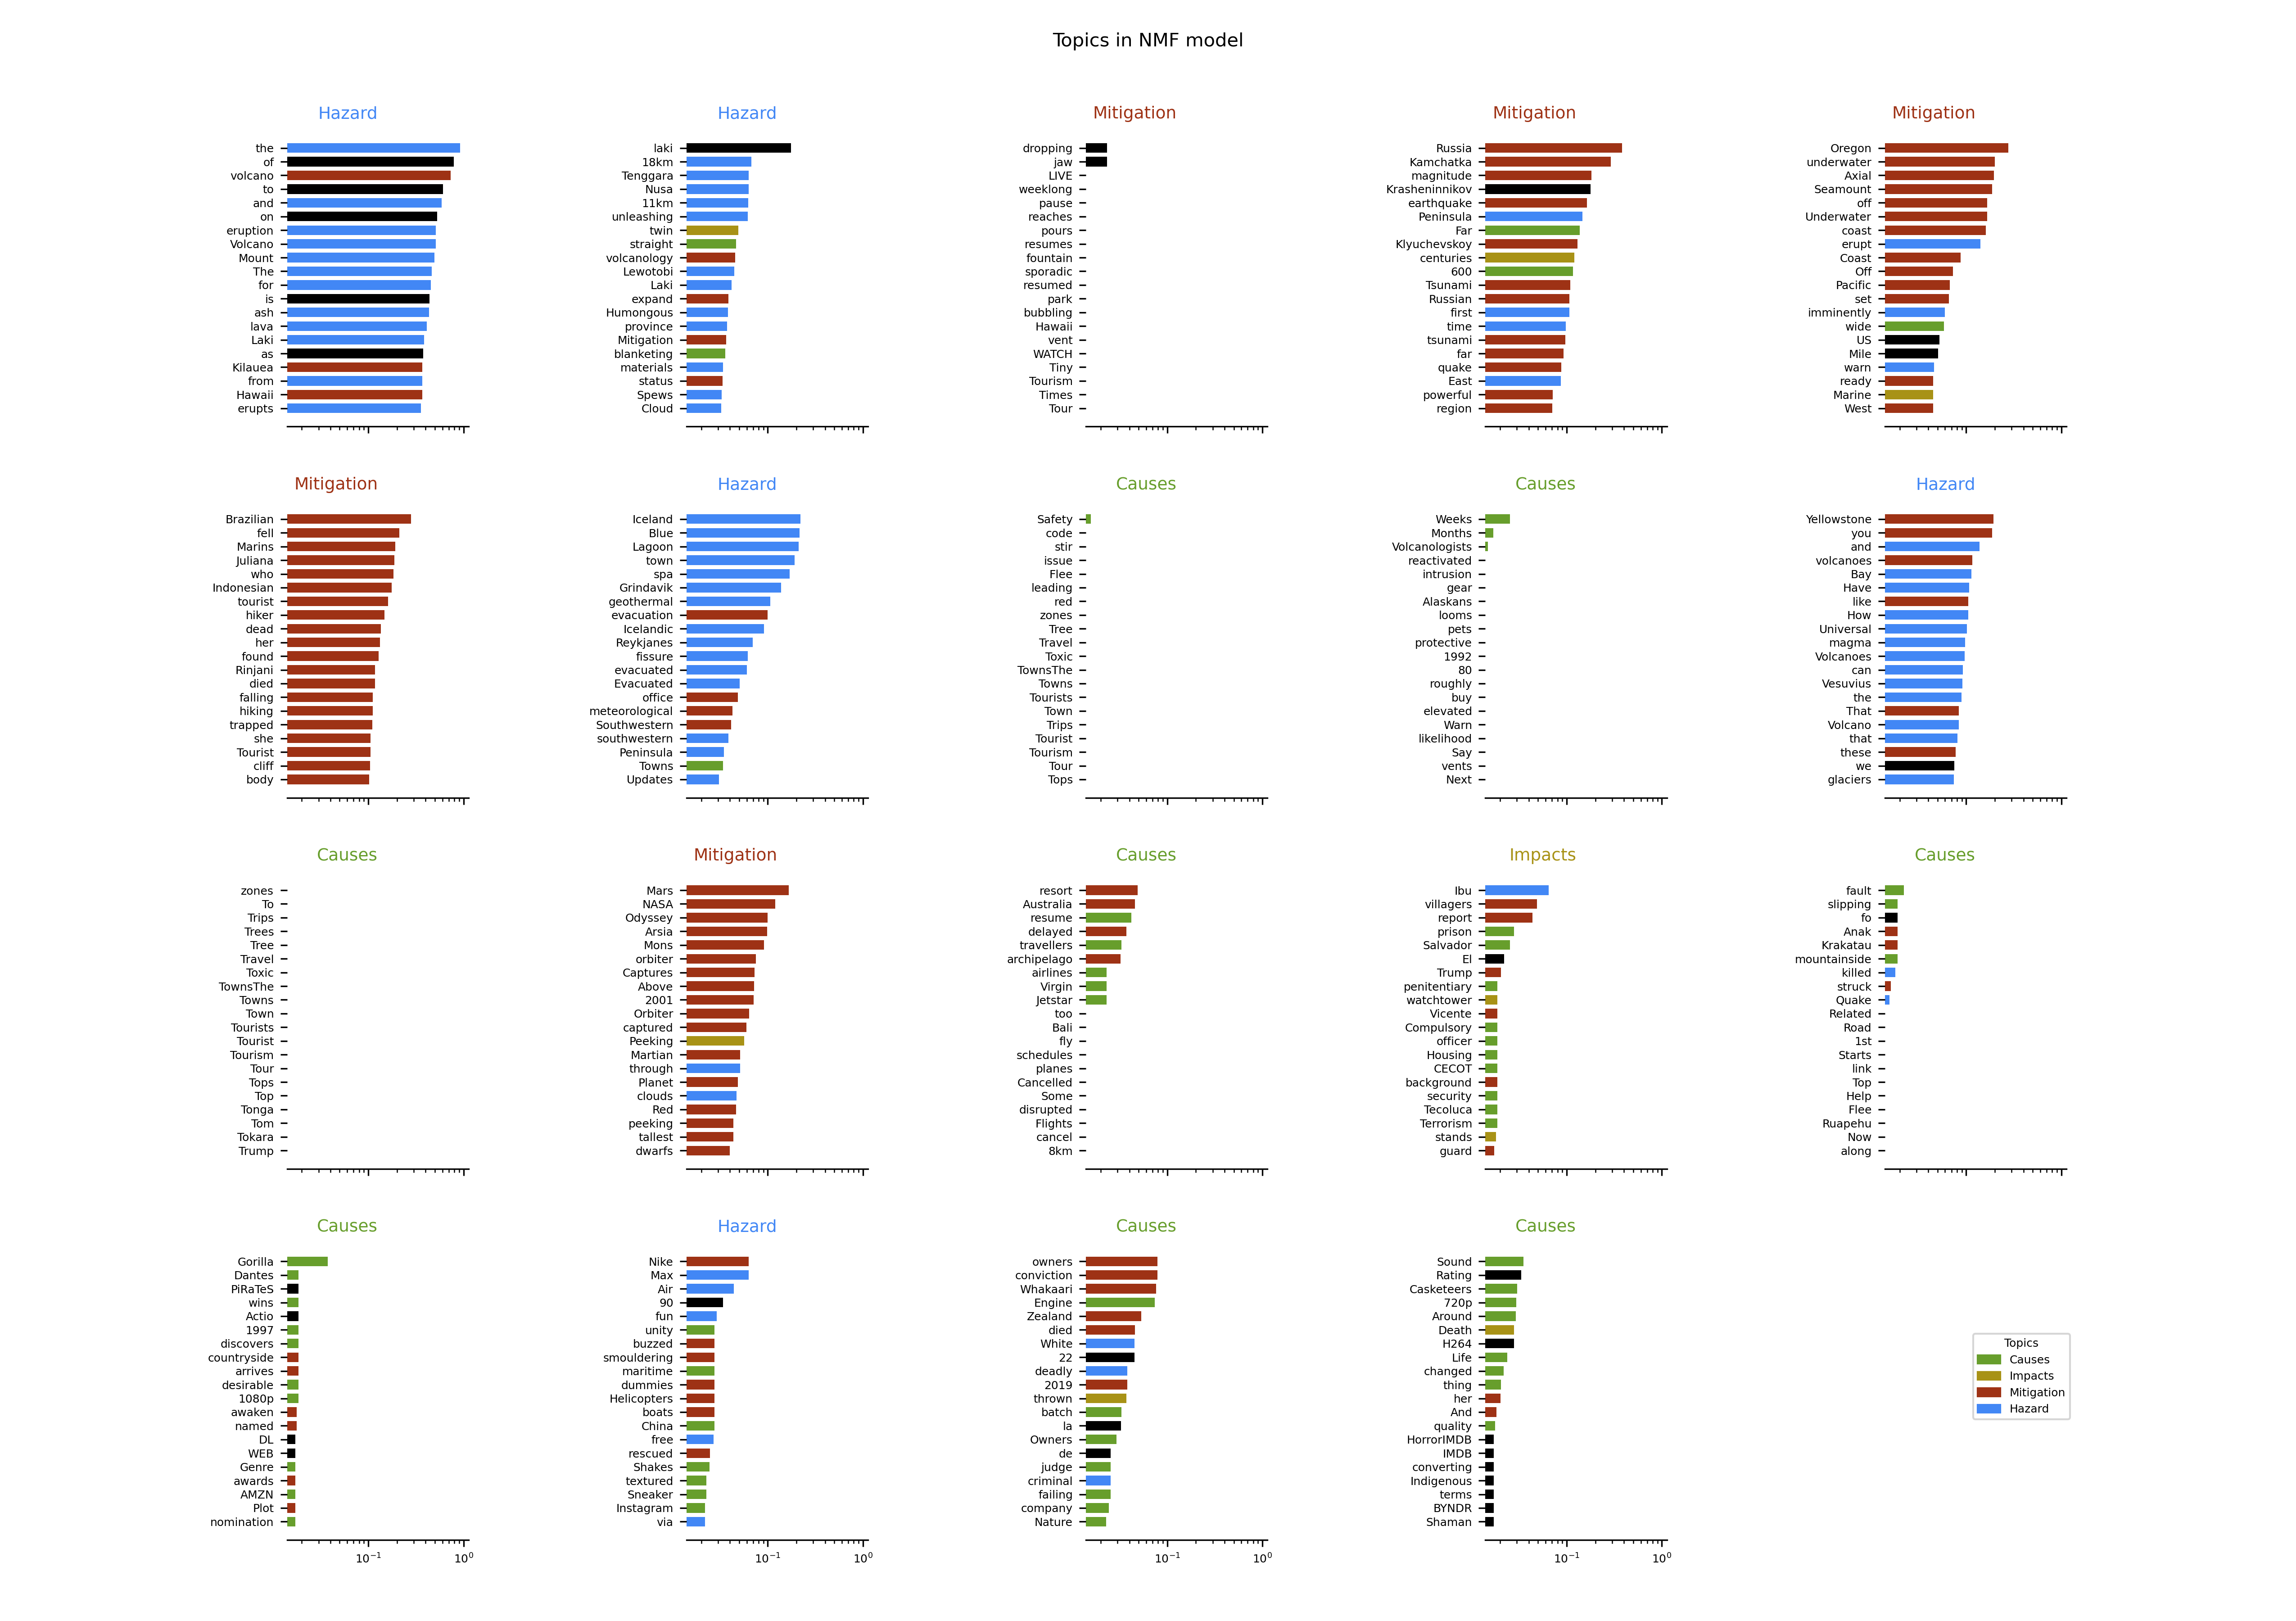 Topics in NMF model
Hazard
the
of
volcano
to
and
on
eruption
Volcano
Mount
The
for
is
ash
lava
Laki
as
Kilauea
from
Hawaii
erupts
Hazard
laki
18km
Tenggara
Nusa
11km
unleashing
twin
straight
volcanology
Lewotobi
Laki
expand
Humongous
province
Mitigation
blanketing
materials
status
Spews
Cloud
Mitigation
dropping
jaw
LIVE
weeklong
pause
reaches
pours
resumes
fountain
sporadic
resumed
park
bubbling
Hawaii
vent
WATCH
Tiny
Tourism
Times
Tour
Mitigation
Russia
Kamchatka
magnitude
Krasheninnikov
earthquake
Peninsula
Far
Klyuchevskoy
centuries
600
Tsunami
Russian
first
time
tsunami
far
quake
East
powerful
region
Mitigation
Oregon
underwater
Axial
Seamount
off
Underwater
coast
erupt
Coast
Off
Pacific
set
imminently
wide
US
Mile
warn
ready
Marine
West
Mitigation
Brazilian
fell
Marins
Juliana
who
Indonesian
tourist
hiker
dead
her
found
Rinjani
died
falling
hiking
trapped
she
Tourist
cliff
body
Hazard
Iceland
Blue
Lagoon
town
spa
Grindavik
geothermal
evacuation
Icelandic
Reykjanes
fissure
evacuated
Evacuated
office
meteorological
Southwestern
southwestern
Peninsula
Towns
Updates
Causes
Safety
code
stir
issue
Flee
leading
red
zones
Tree
Travel
Toxic
TownsThe
Towns
Tourists
Town
Trips
Tourist
Tourism
Tour
Tops
Causes
Weeks
Months
Volcanologists
reactivated
intrusion
gear
Alaskans
looms
pets
protective
1992
80
roughly
buy
elevated
Warn
likelihood
Say
vents
Next
Hazard
Yellowstone
you
and
volcanoes
Bay
Have
like
How
Universal
magma
Volcanoes
can
Vesuvius
the
That
Volcano
that
these
we
glaciers
Causes
zones
To
Trips
Trees
Tree
Travel
Toxic
TownsThe
Towns
Town
Tourists
Tourist
Tourism
Tour
Tops
Top
Tonga
Tom
Tokara
Trump
Mitigation
Mars
NASA
Odyssey
Arsia
Mons
orbiter
Captures
Above
2001
Orbiter
captured
Peeking
Martian
through
Planet
clouds
Red
peeking
tallest
dwarfs
Causes
resort
Australia
resume
delayed
travellers
archipelago
airlines
Virgin
Jetstar
too
Bali
fly
schedules
planes
Cancelled
Some
disrupted
Flights
cancel
8km
Impacts
Ibu
villagers
report
prison
Salvador
El
Trump
penitentiary
watchtower
Vicente
Compulsory
officer
Housing
CECOT
background
security
Tecoluca
Terrorism
stands
guard
Causes
fault
slipping
fo
Anak
Krakatau
mountainside
killed
struck
Quake
Related
Road
1st
Starts
link
Top
Help
Flee
Ruapehu
Now
along
Causes
Gorilla
Dantes
PiRaTeS
wins
Actio
1997
discovers
countryside
arrives
desirable
1080p
awaken
named
DL
WEB
Genre
awards
AMZN
Plot
nomination
10⁻¹ 10⁰
Hazard
Nike
Max
Air
90
fun
unity
buzzed
smouldering
maritime
dummies
Helicopters
boats
China
free
rescued
Shakes
textured
Sneaker
Instagram
via
10⁻¹ 10⁰
Causes
owners
conviction
Whakaari
Engine
Zealand
died
White
22
deadly
2019
thrown
batch
la
Owners
de
judge
criminal
failing
company
Nature
10⁻¹ 10⁰
Causes
Sound
Rating
Casketeers
720p
Around
Death
H264
Life
changed
thing
her
And
quality
HorrorIMDB
IMDB
converting
Indigenous
terms
BYNDR
Shaman
10⁻¹ 10⁰
Topics
Causes
Impacts
Mitigation
Hazard